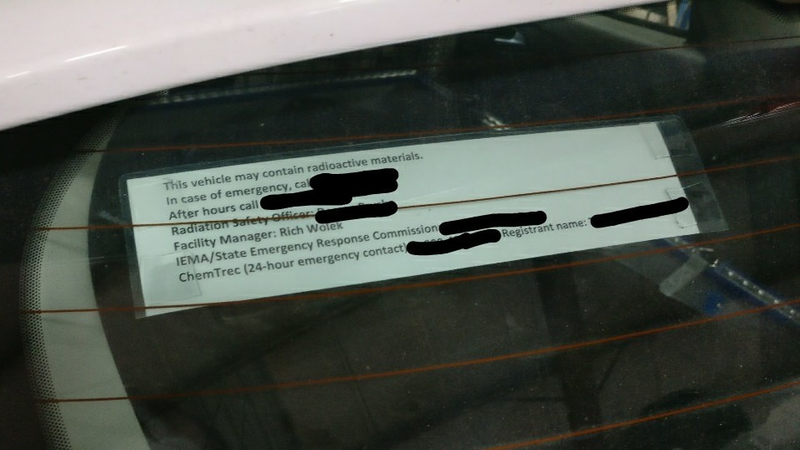 This vehicle may contain radioactive materials.
In case of emergency, cal
After hours call
Radiation Safety Officer:
Facility Manager: Rich Wolek
IEMA/State Emergency Response Commission
ChemTrec (24-hour emergency contact) Registrant name: